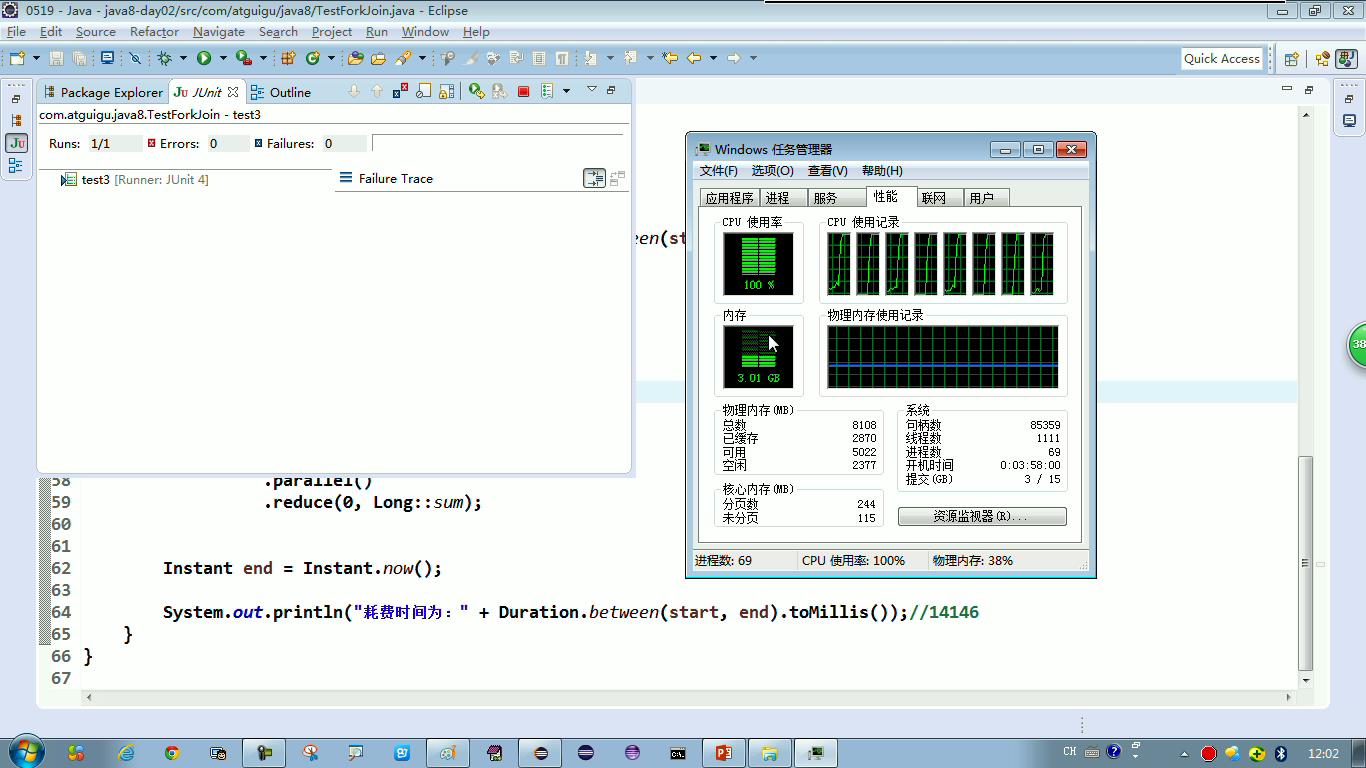 0519 - Java - java8-day02/src/com/atguigu/java8/TestForkJoin.java - Eclipse
File Edit Source Refactor Navigate Search Project Run Window Help
Quick Access
Package Explorer JUnit Outline
com.atguigu.java8.TestForkJoin - test3
Runs: 1/1 Errors: 0 Failures: 0
test3 [Runner: JUnit 4]
Failure Trace
Windows 任务管理器
文件(F) 选项(O) 查看(V) 帮助(H)
应用程序 进程 服务 性能 联网 用户
CPU 使用率 CPU 使用记录
100 %
内存 物理内存使用记录
3.01 GB
物理内存(MB)
总数 8108
已缓存 2870
可用 5022
空闲 2377
系统
句柄数 85359
线程数 1111
进程数 69
开机时间 0:03:58:00
提交(GB) 3 / 15
核心内存(MB)
分页数 244
未分页 115
资源监视器(R)...
进程数: 69 CPU 使用率: 100% 物理内存: 38%
38
58 .parallel()
59 .reduce(0, Long::sum);
60
61
62 Instant end = Instant.now();
63
64 System.out.println("耗费时间为：" + Duration.between(start, end).toMillis());//14146
65 }
66 }
67
CH 12:02